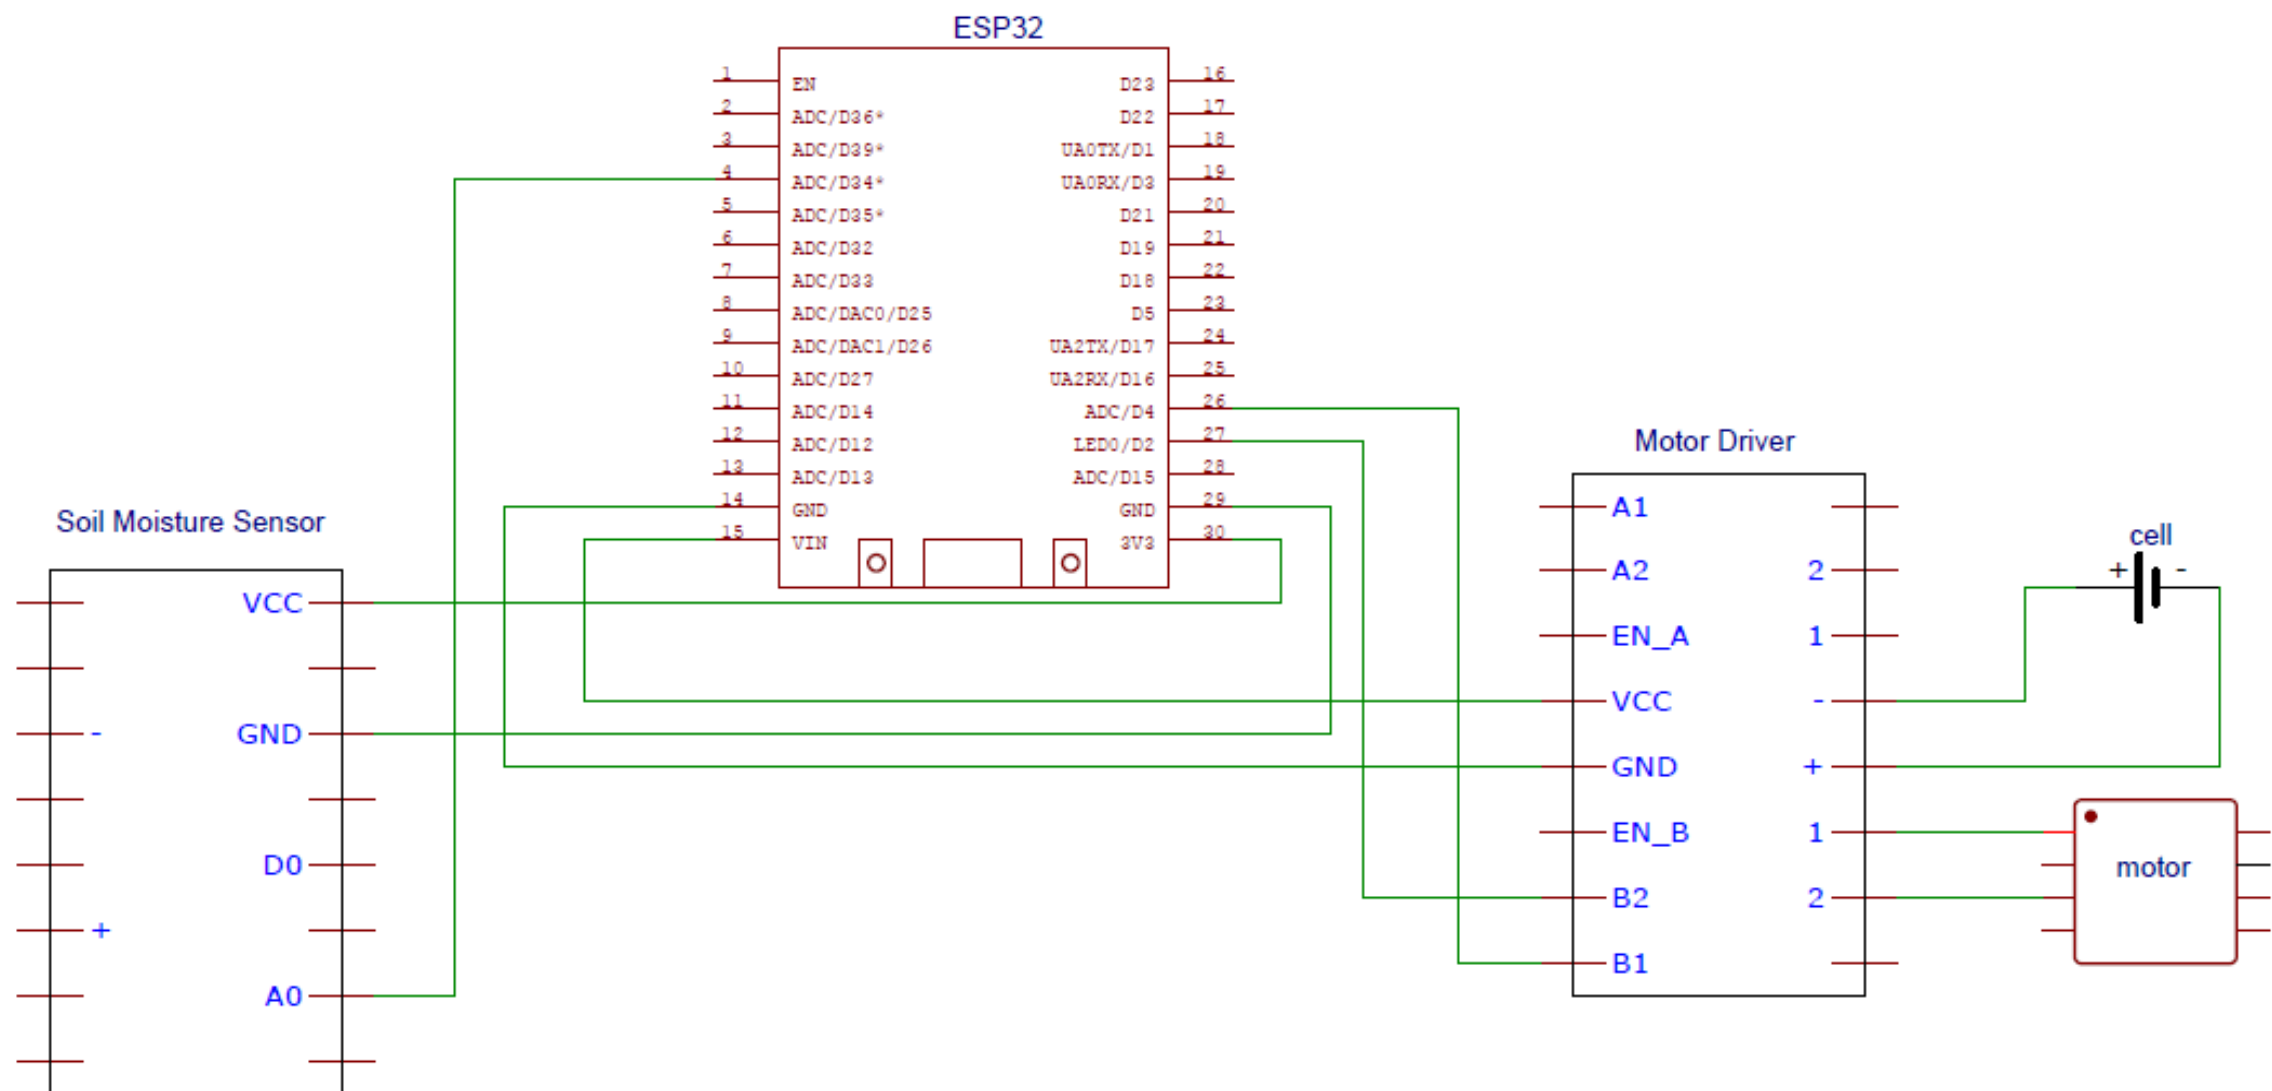 ESP32
1 EN D23 16
2 ADC/D36* D22 17
3 ADC/D39* UA0TX/D1 18
4 ADC/D34* UA0RX/D3 19
5 ADC/D35* D21 20
6 ADC/D32 D19 21
7 ADC/D33 D18 22
8 ADC/DAC0/D25 D5 23
9 ADC/DAC1/D26 UA2TX/D17 24
10 ADC/D27 UA2RX/D16 25
11 ADC/D14 ADC/D4 26
12 ADC/D12 LED0/D2 27
13 ADC/D13 ADC/D15 28
14 GND GND 29
15 VIN 3V3 30
Soil Moisture Sensor
VCC
- GND
D0
+
A0
Motor Driver
A1
A2 2
EN_A 1
VCC -
GND +
EN_B 1
B2 2
B1
cell
+ -
motor